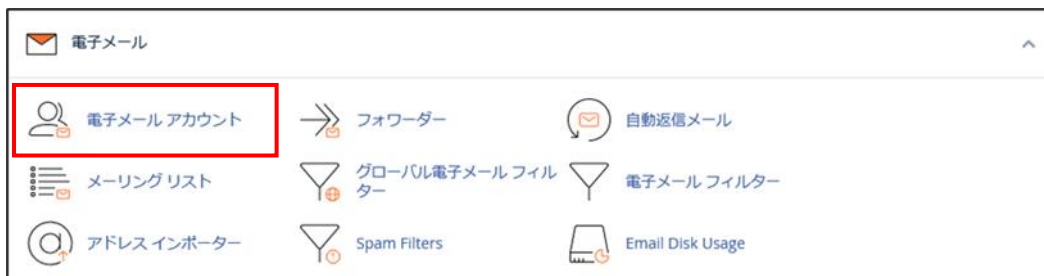 電子メール
電子メール アカウント
フォワーダー
自動返信メール
メーリング リスト
グローバル電子メール フィル
ター
電子メール フィルター
アドレス インポーター
Spam Filters
Email Disk Usage